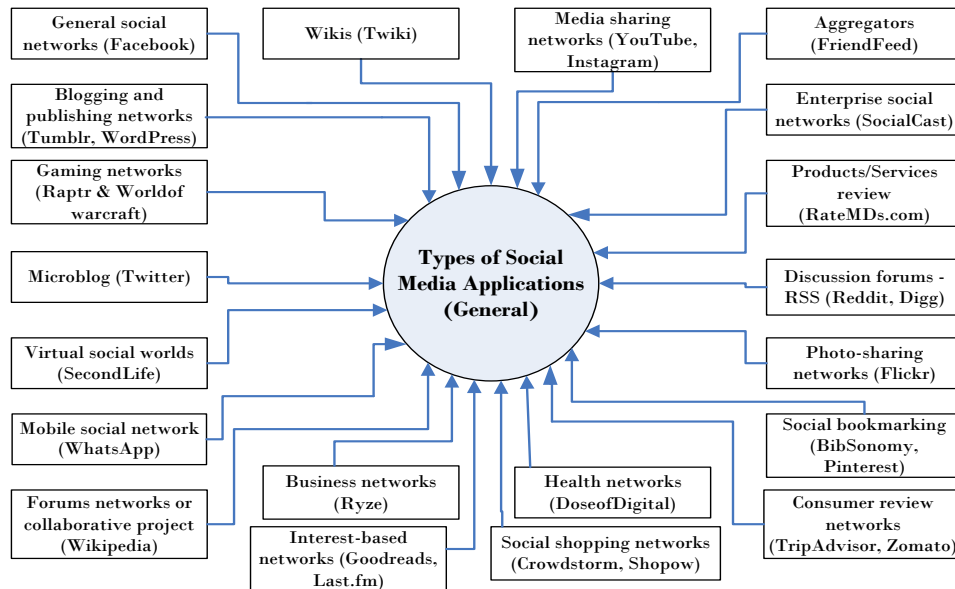 General social
networks (Facebook)
Wikis (Twiki)
Media sharing
networks (YouTube,
Instagram)
Aggregators
(FriendFeed)
Blogging and
publishing networks
(Tumblr, WordPress)
Enterprise social
networks (SocialCast)
Gaming networks
(Raptr & Worldof
warcraft)
Products/Services
review
(RateMDs.com)
Types of Social
Media Applications
(General)
Microblog (Twitter)
Discussion forums -
RSS (Reddit, Digg)
Virtual social worlds
(SecondLife)
Photo-sharing
networks (Flickr)
Mobile social network
(WhatsApp)
Social bookmarking
(BibSonomy,
Pinterest)
Business networks
(Ryze)
Health networks
(DoseofDigital)
Forums networks or
collaborative project
(Wikipedia)
Interest-based
networks (Goodreads,
Last.fm)
Social shopping networks
(Crowdstorm, Shopow)
Consumer review
networks
(TripAdvisor, Zomato)